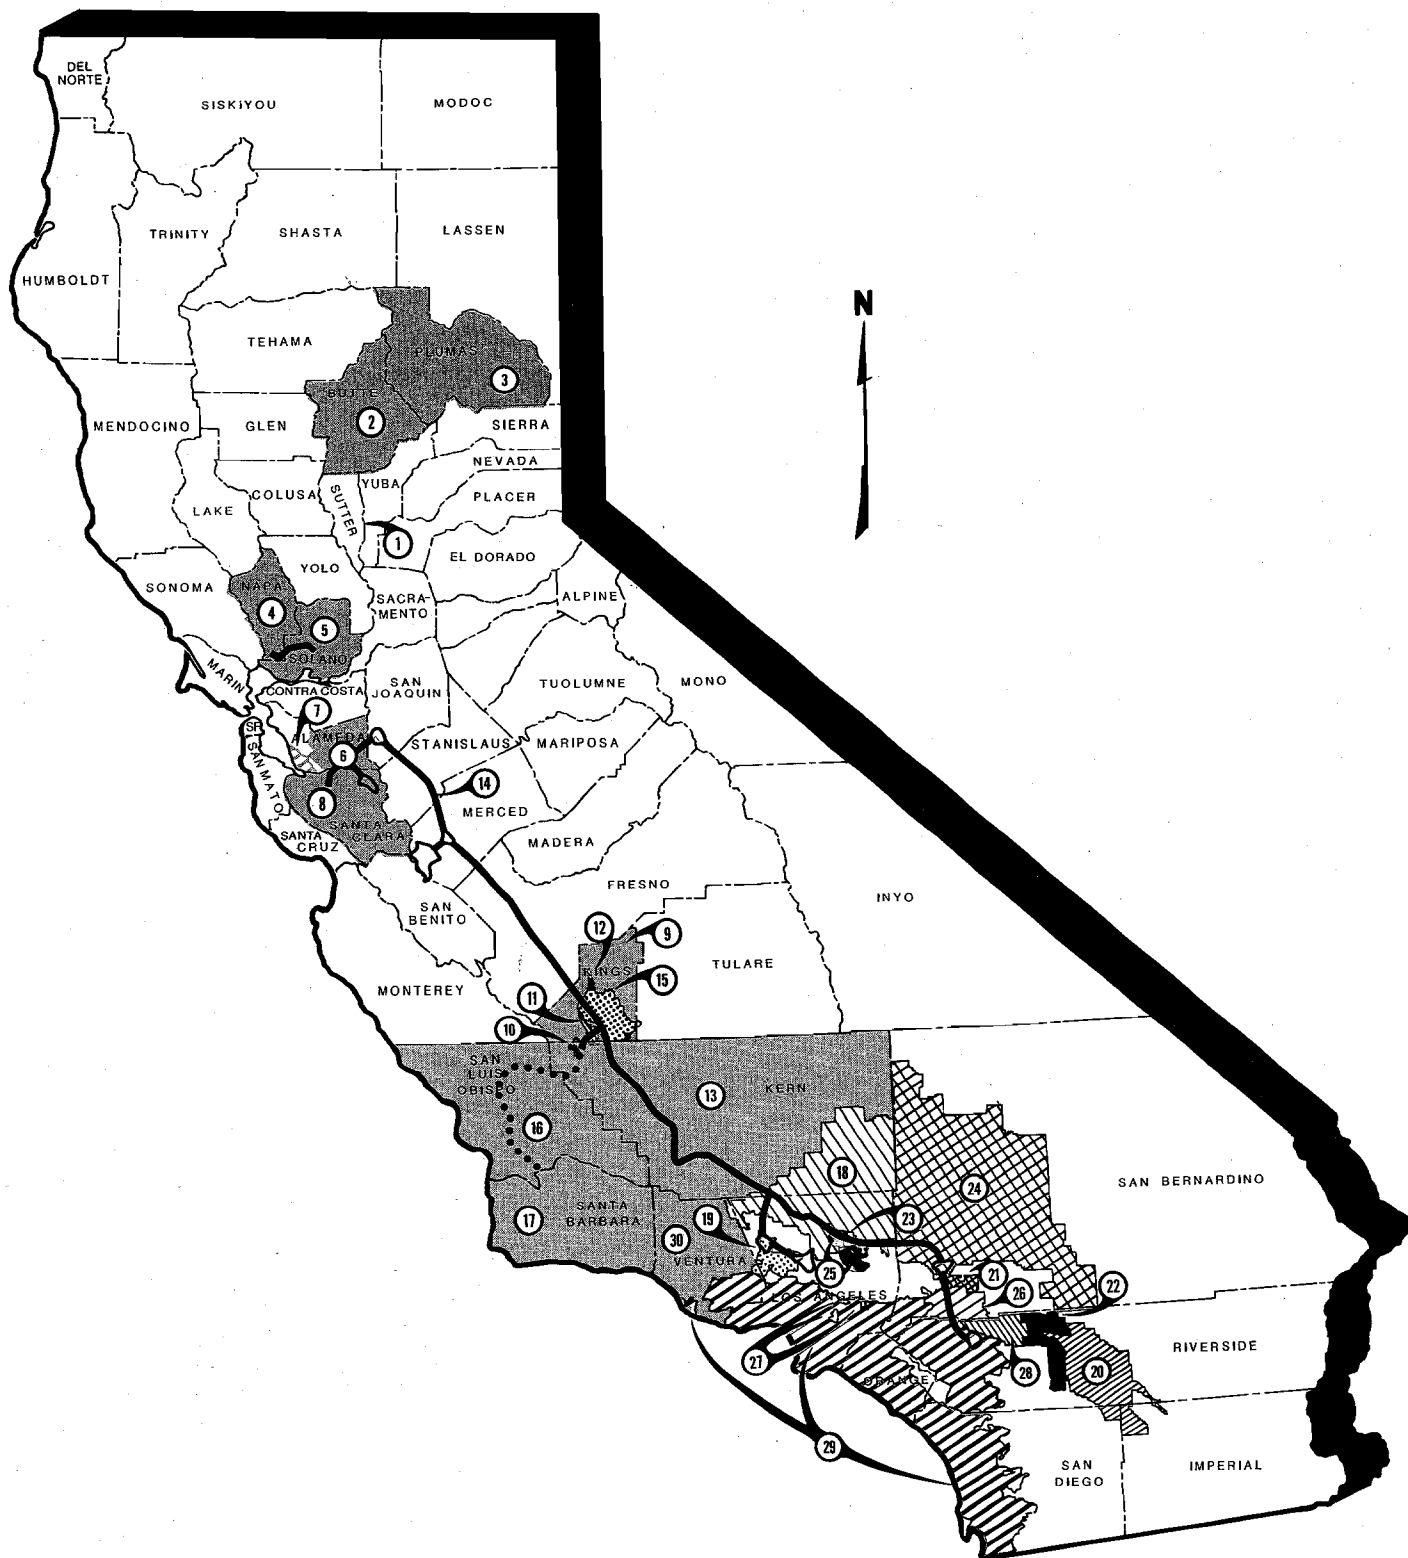 DEL
NORTE
SISKIYOU
MODOC
TRINITY
SHASTA
LASSEN
HUMBOLDT
N
TEHAMA
PLUMAS
3
BUTTE
2
MENDOCINO
GLEN
SIERRA
NEVADA
YUBA
PLACER
COLUSA
SUTTER
LAKE
1
EL DORADO
YOLO
SONOMA
NAPA
4
SACRA-
MENTO
ALPINE
5
SOLANO
MARIN
CONTRA COSTA
SAN
JOAQUIN
TUOLUMNE
MONO
7
SF
ALAMEDA
STANISLAUS
MARIPOSA
6
SAN MATO
14
8
MERCED
SANTA
CLARA
SANTA
CRUZ
MADERA
FRESNO
INYO
SAN
BENITO
12
9
KINGS
TULARE
15
MONTEREY
11
10
SAN
LUIS
OBISPO
13
KERN
16
18
24
SAN BERNARDINO
17
SANTA
BARBARA
19
23
30
VENTURA
25
21
26
22
LOS ANGELES
27
28
20
RIVERSIDE
ORANGE
29
SAN
DIEGO
IMPERIAL